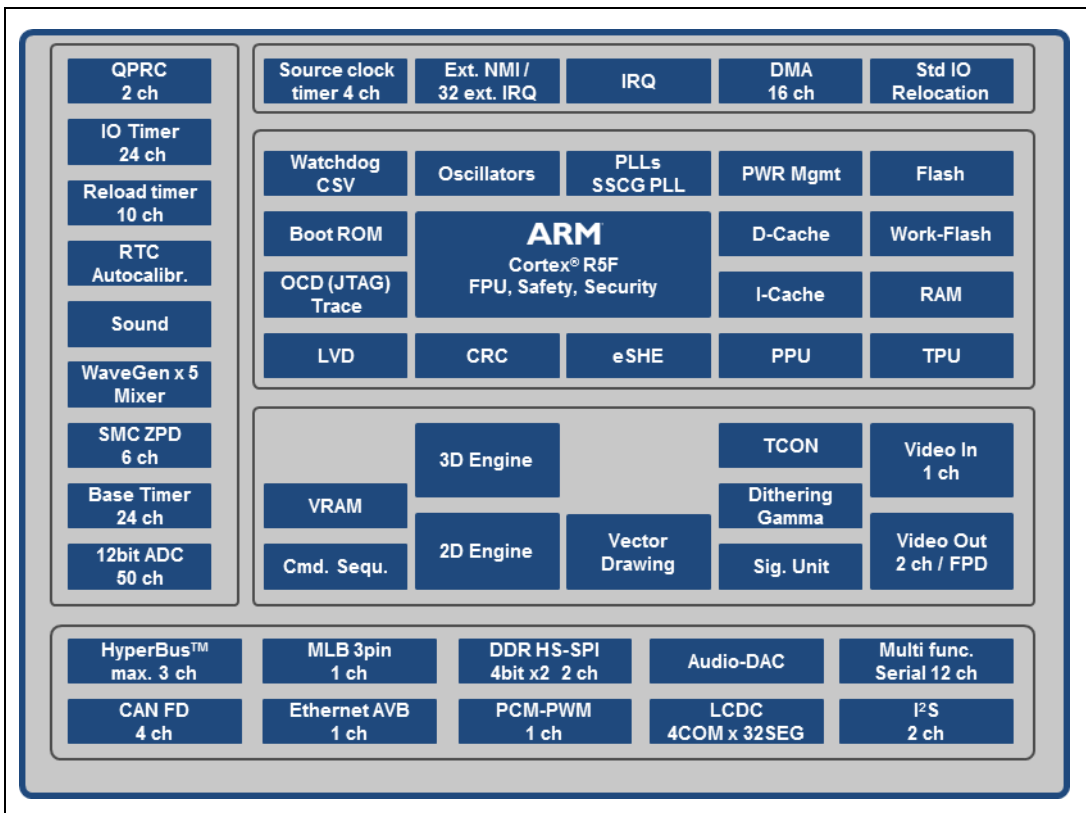 QPRC
2 ch
IO Timer
24 ch
Reload timer
10 ch
RTC
Autocalibr.
Sound
WaveGen x 5
Mixer
SMC ZPD
6 ch
Base Timer
24 ch
12bit ADC
50 ch
Source clock
timer 4 ch
Ext. NMI /
32 ext. IRQ
IRQ
DMA
16 ch
Std IO
Relocation
Watchdog
CSV
Oscillators
PLLs
SSCG PLL
PWR Mgmt
Flash
Boot ROM
ARM
Cortex® R5F
FPU, Safety, Security
D-Cache
Work-Flash
OCD (JTAG)
Trace
I-Cache
RAM
LVD
CRC
eSHE
PPU
TPU
3D Engine
TCON
Video In
1 ch
VRAM
Dithering
Gamma
Cmd. Sequ.
2D Engine
Vector
Drawing
Sig. Unit
Video Out
2 ch / FPD
HyperBus™
max. 3 ch
MLB 3pin
1 ch
DDR HS-SPI
4bit x2 2 ch
Audio-DAC
Multi func.
Serial 12 ch
CAN FD
4 ch
Ethernet AVB
1 ch
PCM-PWM
1 ch
LCDC
4COM x 32SEG
I²S
2 ch